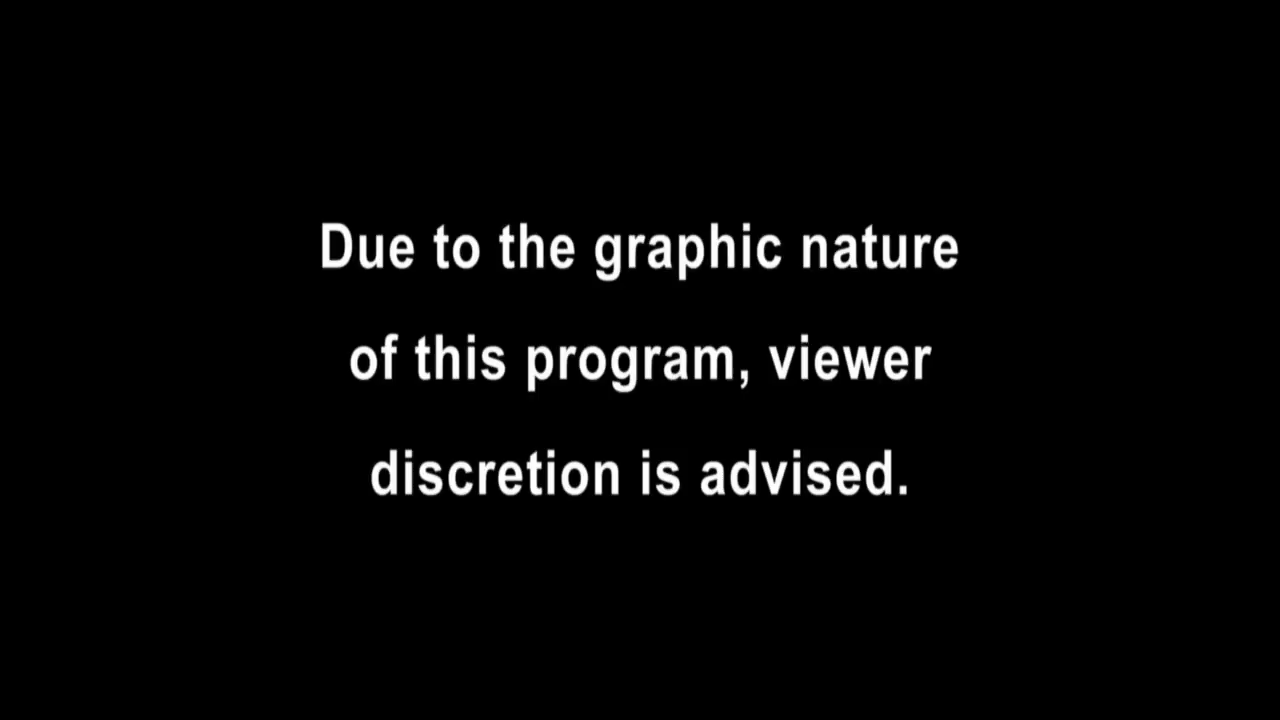 Due to the graphic nature
of this program, viewer
discretion is advised.